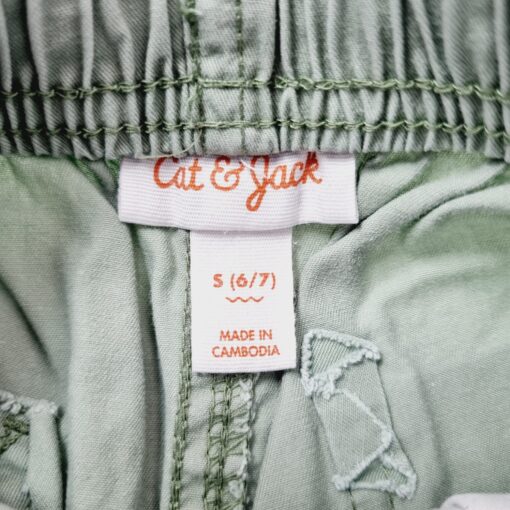 Cat & Jack
S (6/7)
MADE IN
CAMBODIA